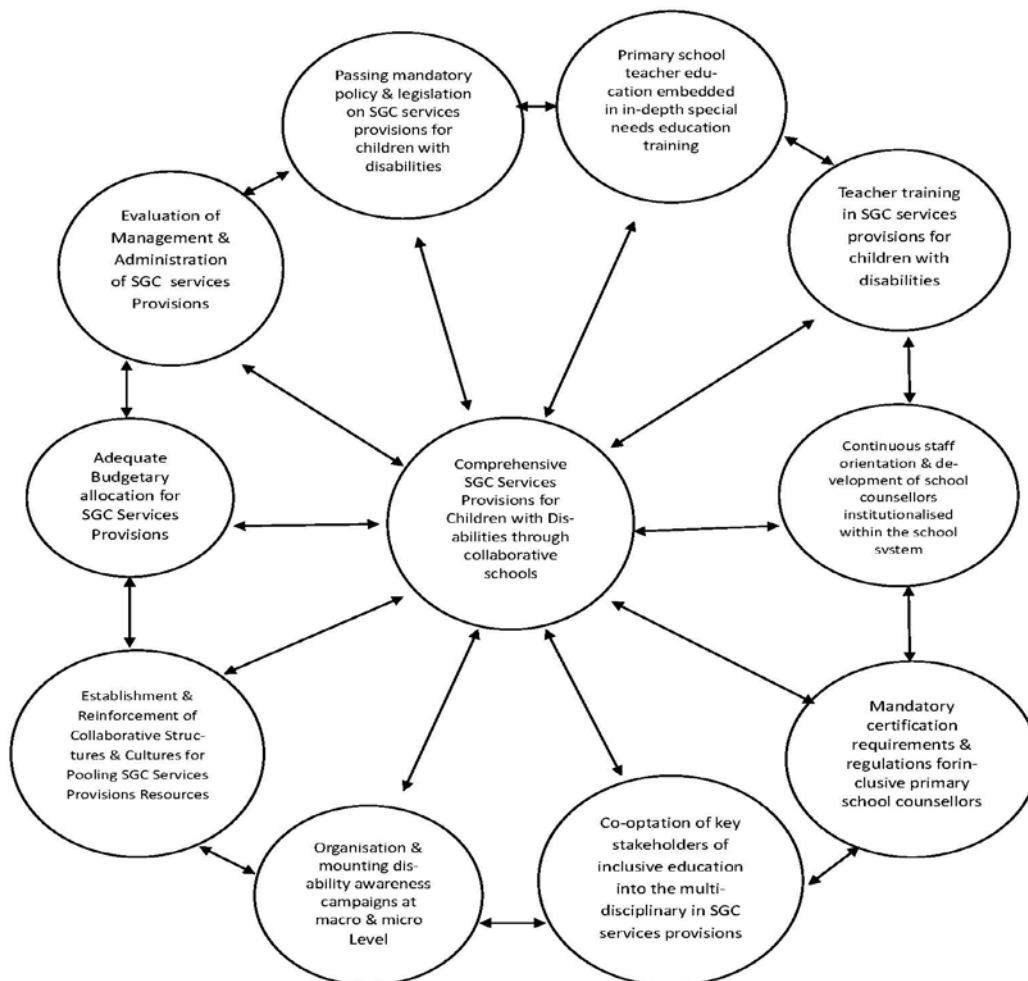 Passing mandatory
policy & legislation
on SGC services
provisions for
children with
disabilities
Primary school
teacher edu-
cation embedded
in in-depth special
needs education
training
Teacher training
in SGC services
provisions for
children with
disabilities
Continuous staff
orientation & de-
velopment of school
counsellors
institutionalised
within the school
system
Mandatory
certification
requirements &
regulations forin-
clusive primary
school counsellors
Co-optation of key
stakeholders of
inclusive education
into the multi-
disciplinary in SGC
services provisions
Organisation &
mounting dis-
ability awareness
campaigns at
macro & micro
Level
Establishment &
Reinforcement of
Collaborative Struc-
tures & Cultures for
Pooling SGC Services
Provisions Resources
Adequate
Budgetary
allocation for
SGC Services
Provisions
Evaluation of
Management &
Administration
of SGC services
Provisions
Comprehensive
SGC Services
Provisions for
Children with Dis-
abilities through
collaborative
schools